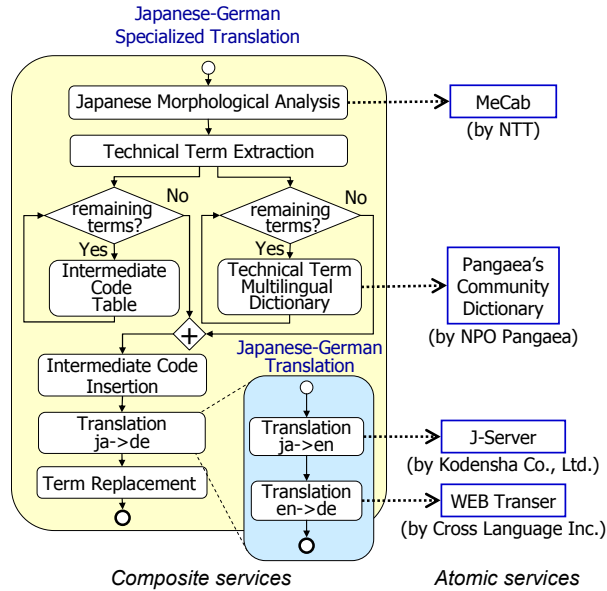 Japanese-German
Specialized Translation
Japanese Morphological Analysis
MeCab
(by NTT)
Technical Term Extraction
No
No
remaining
terms?
remaining
terms?
Yes
Yes
Intermediate
Code
Table
Technical Term
Multilingual
Dictionary
Pangaea's
Community
Dictionary
(by NPO Pangaea)
+
Japanese-German
Translation
Intermediate Code
Insertion
Translation
ja->de
Translation
ja->en
J-Server
(by Kodensha Co., Ltd.)
Term Replacement
Translation
en->de
WEB Transer
(by Cross Language Inc.)
Composite services
Atomic services